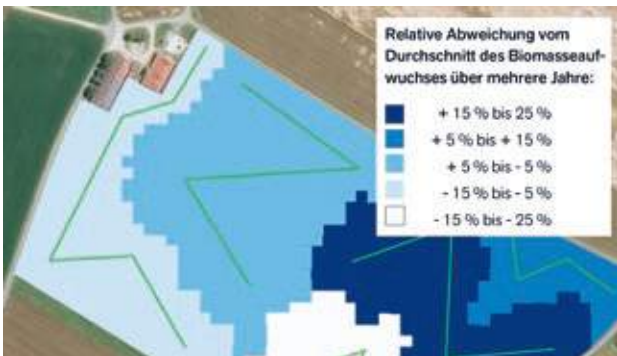 Relative Abweichung vom
Durchschnitt des Biomasseauf-
wuchses über mehrere Jahre:
+ 15 % bis 25 %
+ 5 % bis + 15 %
+ 5 % bis - 5 %
- 15 % bis - 5 %
- 15 % bis - 25 %